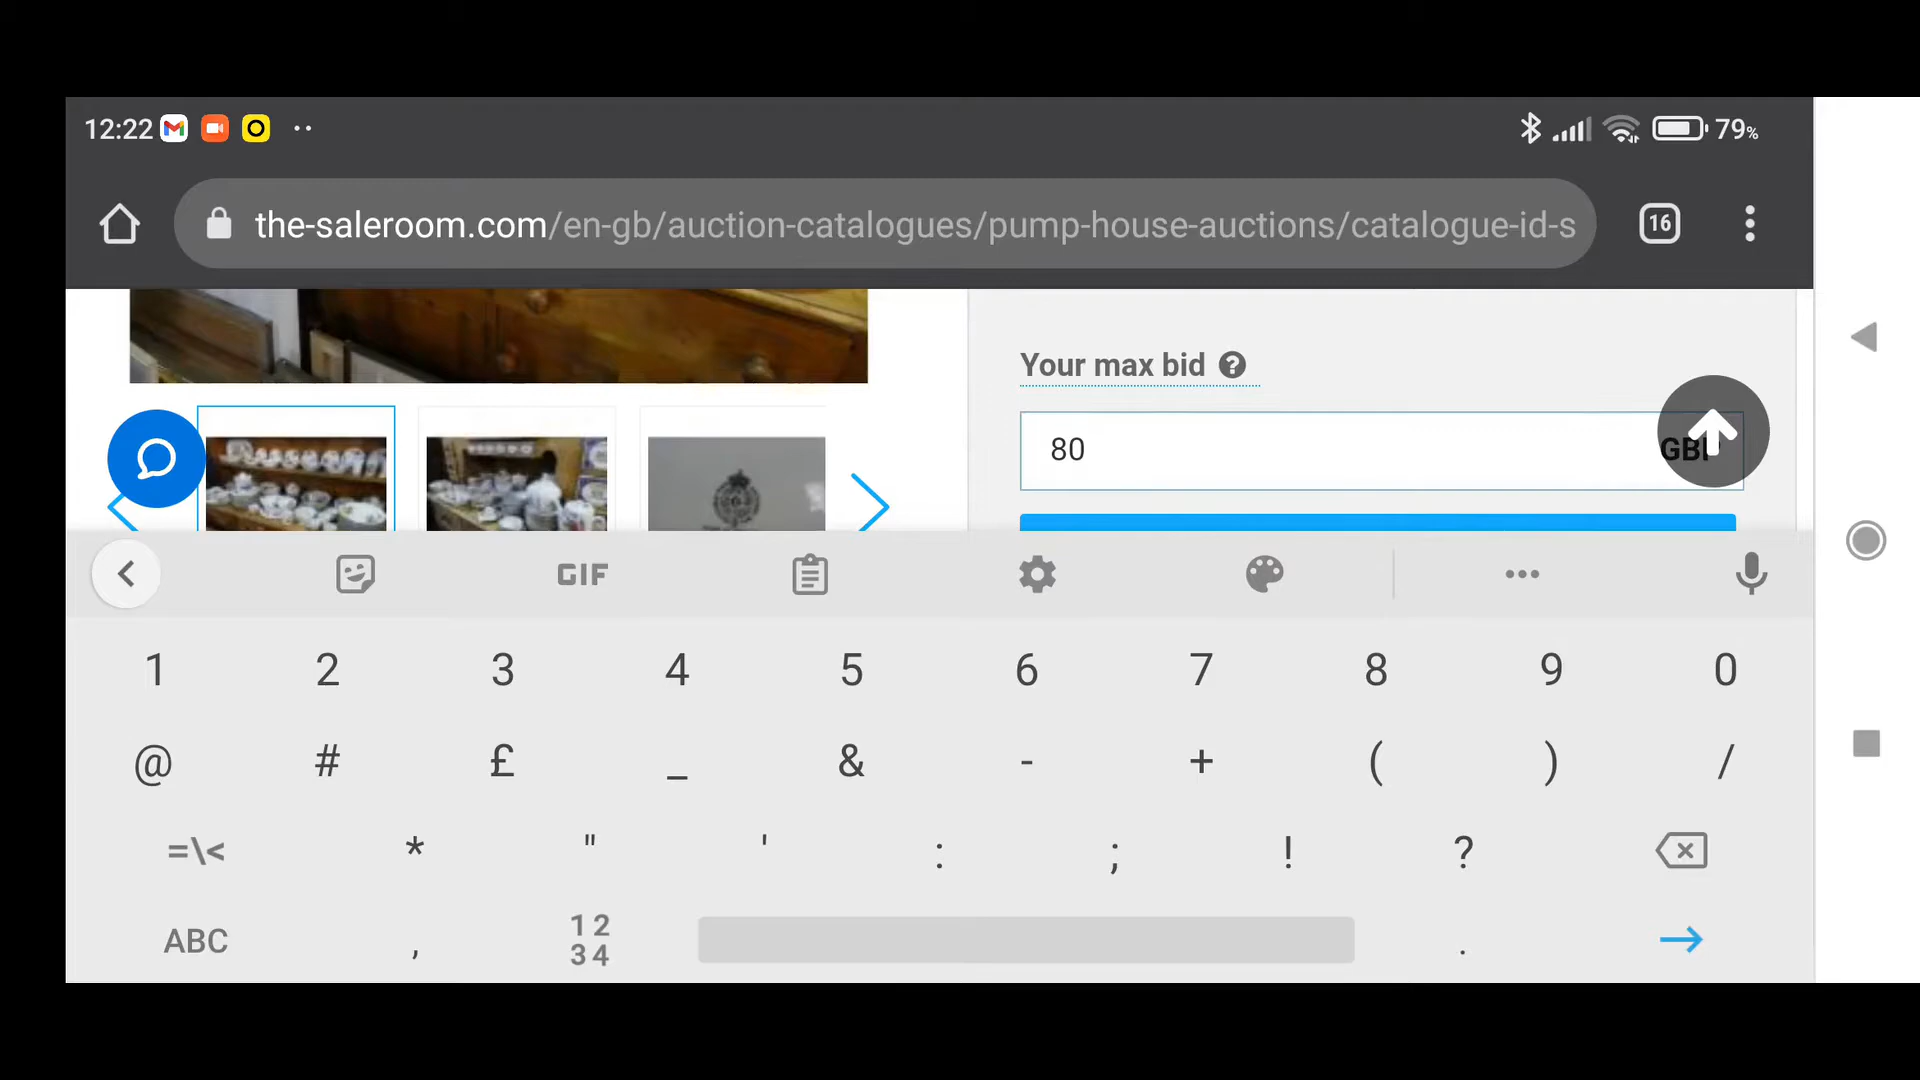 12:22
79%
the-saleroom.com/en-gb/auction-catalogues/pump-house-auctions/catalogue-id-s
16
Your max bid ?
80
GIF
1 2 3 4 5 6 7 8 9 0
@ # £ _ & - + ( ) /
=\< * " ' : ; ! ?
ABC , 12 .
34